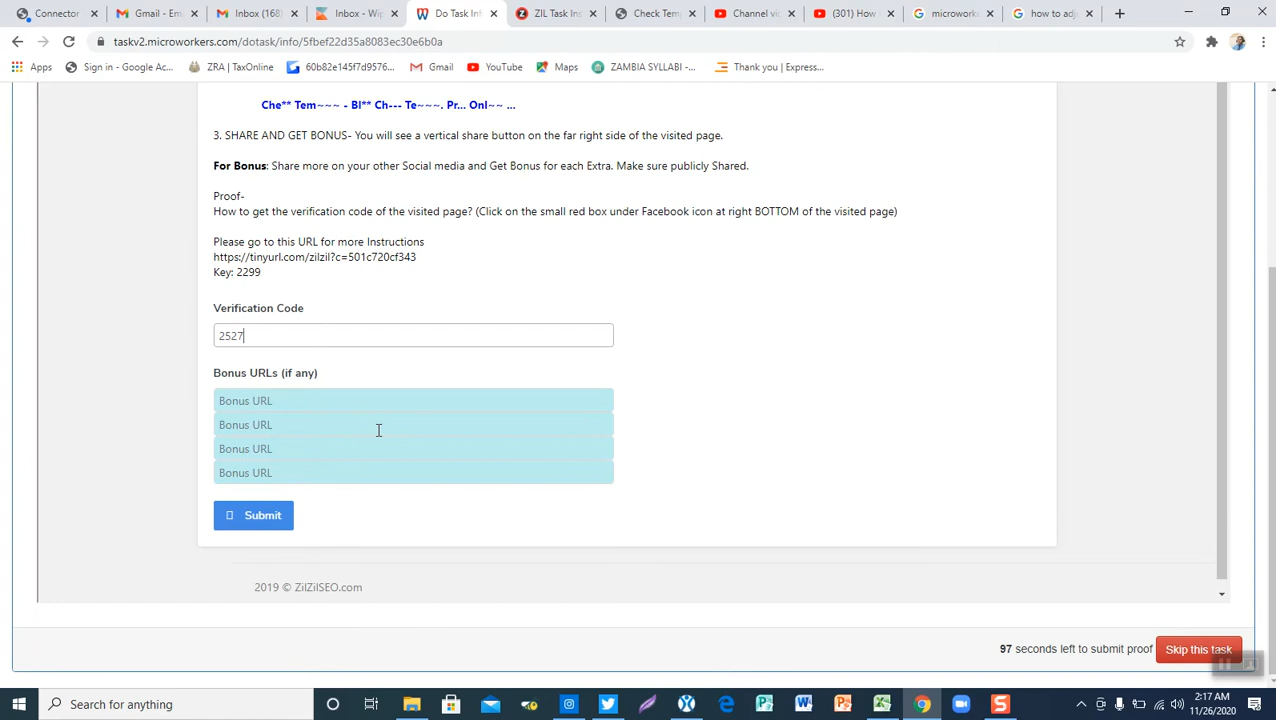 Connector
Gmail - Em
Inbox (168)
Inbox - Wi
Do Task Inf
ZIL Task Ins
Check Temp
Channel vic
(301) How
microworke
how to adj
taskv2.microworkers.com/dotask/info/5fbef22d35a8083ec30e6b0a
Apps
Sign in - Google Ac...
ZRA | TaxOnline
60b82e145f7d9576...
Gmail
YouTube
Maps
ZAMBIA SYLLABI -...
Thank you | Express...
Che** Tem~~~ - Bl** Ch--- Te~~~. Pr... Onl~~ ...
3. SHARE AND GET BONUS- You will see a vertical share button on the far right side of the visited page.
For Bonus: Share more on your other Social media and Get Bonus for each Extra. Make sure publicly Shared.
Proof-
How to get the verification code of the visited page? (Click on the small red box under Facebook icon at right BOTTOM of the visited page)
Please go to this URL for more Instructions
https://tinyurl.com/zilzil?c=501c720cf343
Key: 2299
Verification Code
2527
Bonus URLs (if any)
Bonus URL
Bonus URL
Bonus URL
Bonus URL
Submit
2019 © ZilZilSEO.com
97 seconds left to submit proof
Skip this task
Type here: Search for anything
2:17 AM
11/26/2020